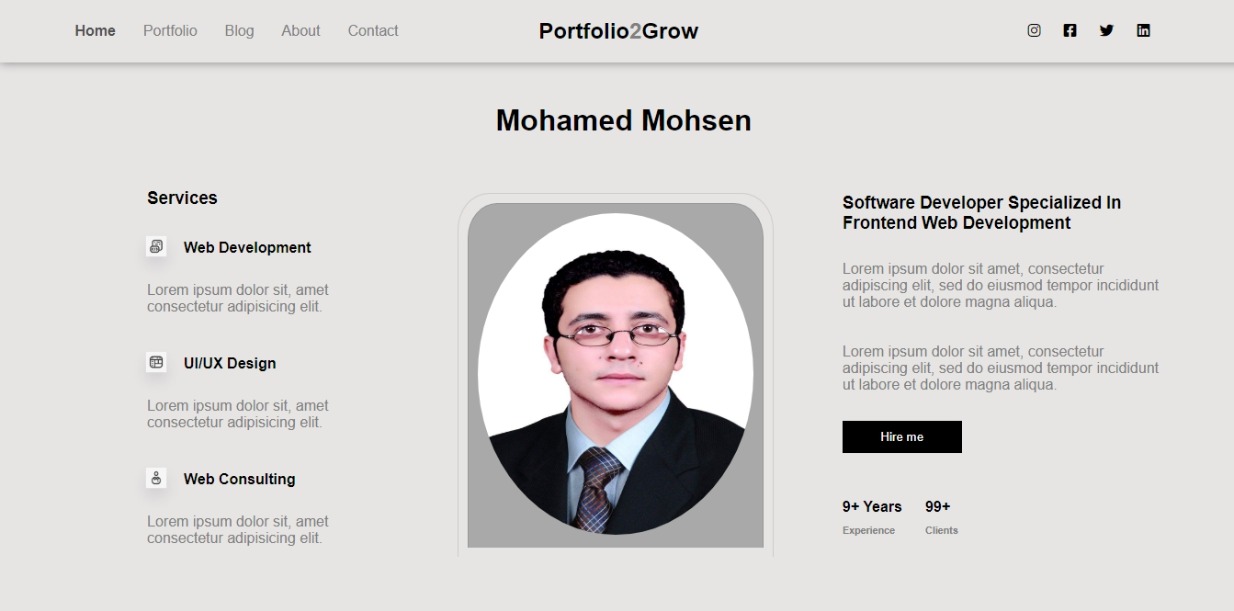 Home Portfolio Blog About Contact
Portfolio2Grow
Mohamed Mohsen
Services
Web Development
Lorem ipsum dolor sit, amet
consectetur adipisicing elit.
UI/UX Design
Lorem ipsum dolor sit, amet
consectetur adipisicing elit.
Web Consulting
Lorem ipsum dolor sit, amet
consectetur adipisicing elit.
Software Developer Specialized In
Frontend Web Development
Lorem ipsum dolor sit amet, consectetur
adipiscing elit, sed do eiusmod tempor incididunt
ut labore et dolore magna aliqua.
Lorem ipsum dolor sit amet, consectetur
adipiscing elit, sed do eiusmod tempor incididunt
ut labore et dolore magna aliqua.
Hire me
9+ Years 99+
Experience Clients